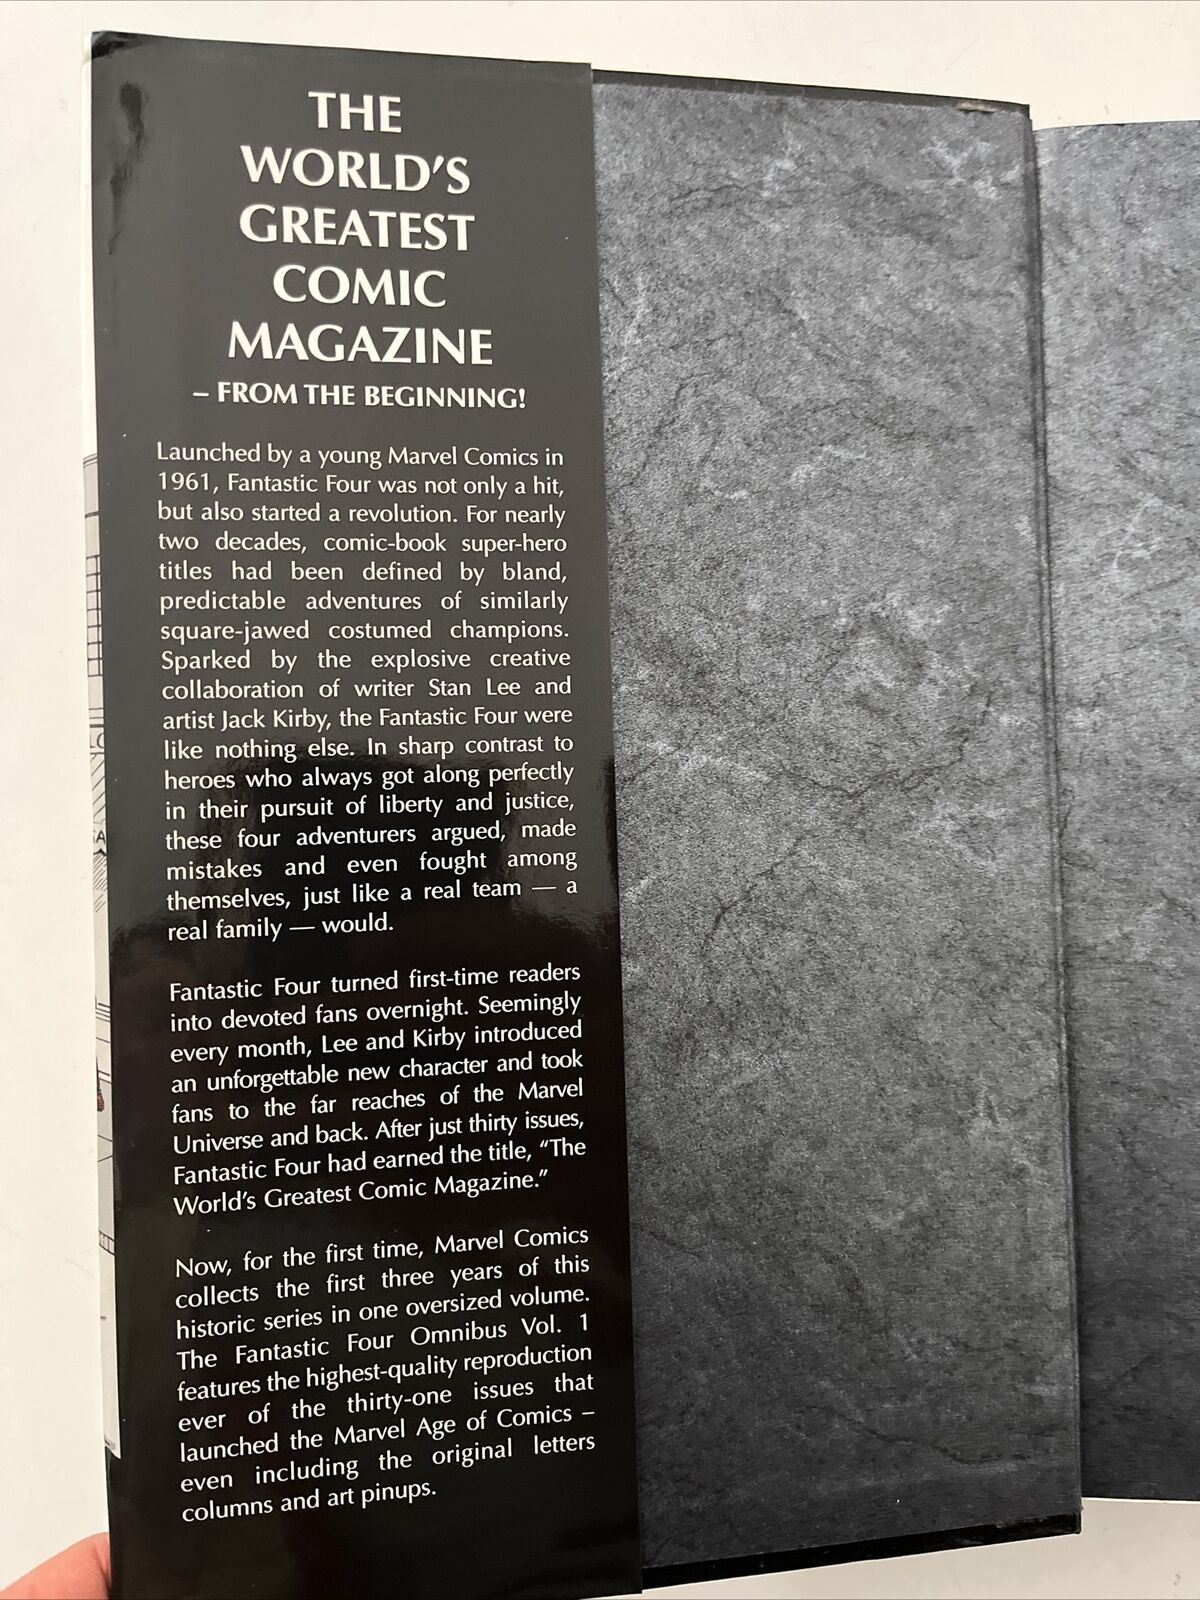 THE
WORLD'S
GREATEST
COMIC
MAGAZINE
– FROM THE BEGINNING!
Launched by a young Marvel Comics in
1961, Fantastic Four was not only a hit,
but also started a revolution. For nearly
two decades, comic-book super-hero
titles had been defined by bland,
predictable adventures of similarly
square-jawed costumed champions.
Sparked by the explosive creative
collaboration of writer Stan Lee and
artist Jack Kirby, the Fantastic Four were
like nothing else. In sharp contrast to
heroes who always got along perfectly
in their pursuit of liberty and justice,
these four adventurers argued, made
mistakes and even fought among
themselves, just like a real team — a
real family — would.
Fantastic Four turned first-time readers
into devoted fans overnight. Seemingly
every month, Lee and Kirby introduced
an unforgettable new character and took
fans to the far reaches of the Marvel
Universe and back. After just thirty issues,
Fantastic Four had earned the title, “The
World's Greatest Comic Magazine.”
Now, for the first time, Marvel Comics
collects the first three years of this
historic series in one oversized volume.
The Fantastic Four Omnibus Vol. 1
features the highest-quality reproduction
ever of the thirty-one issues that
launched the Marvel Age of Comics –
even including the original letters
columns and art pinups.